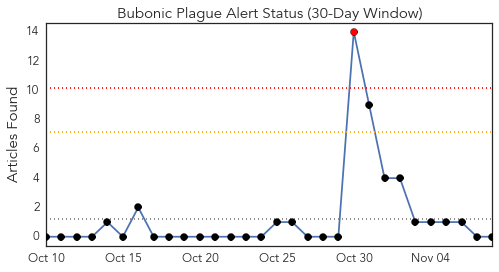 Bubonic Plague Alert Status (30-Day Window)
Articles Found
14
12
10
8
6
4
2
0
Oct 10
Oct 15
Oct 20
Oct 25
Oct 30
Nov 04